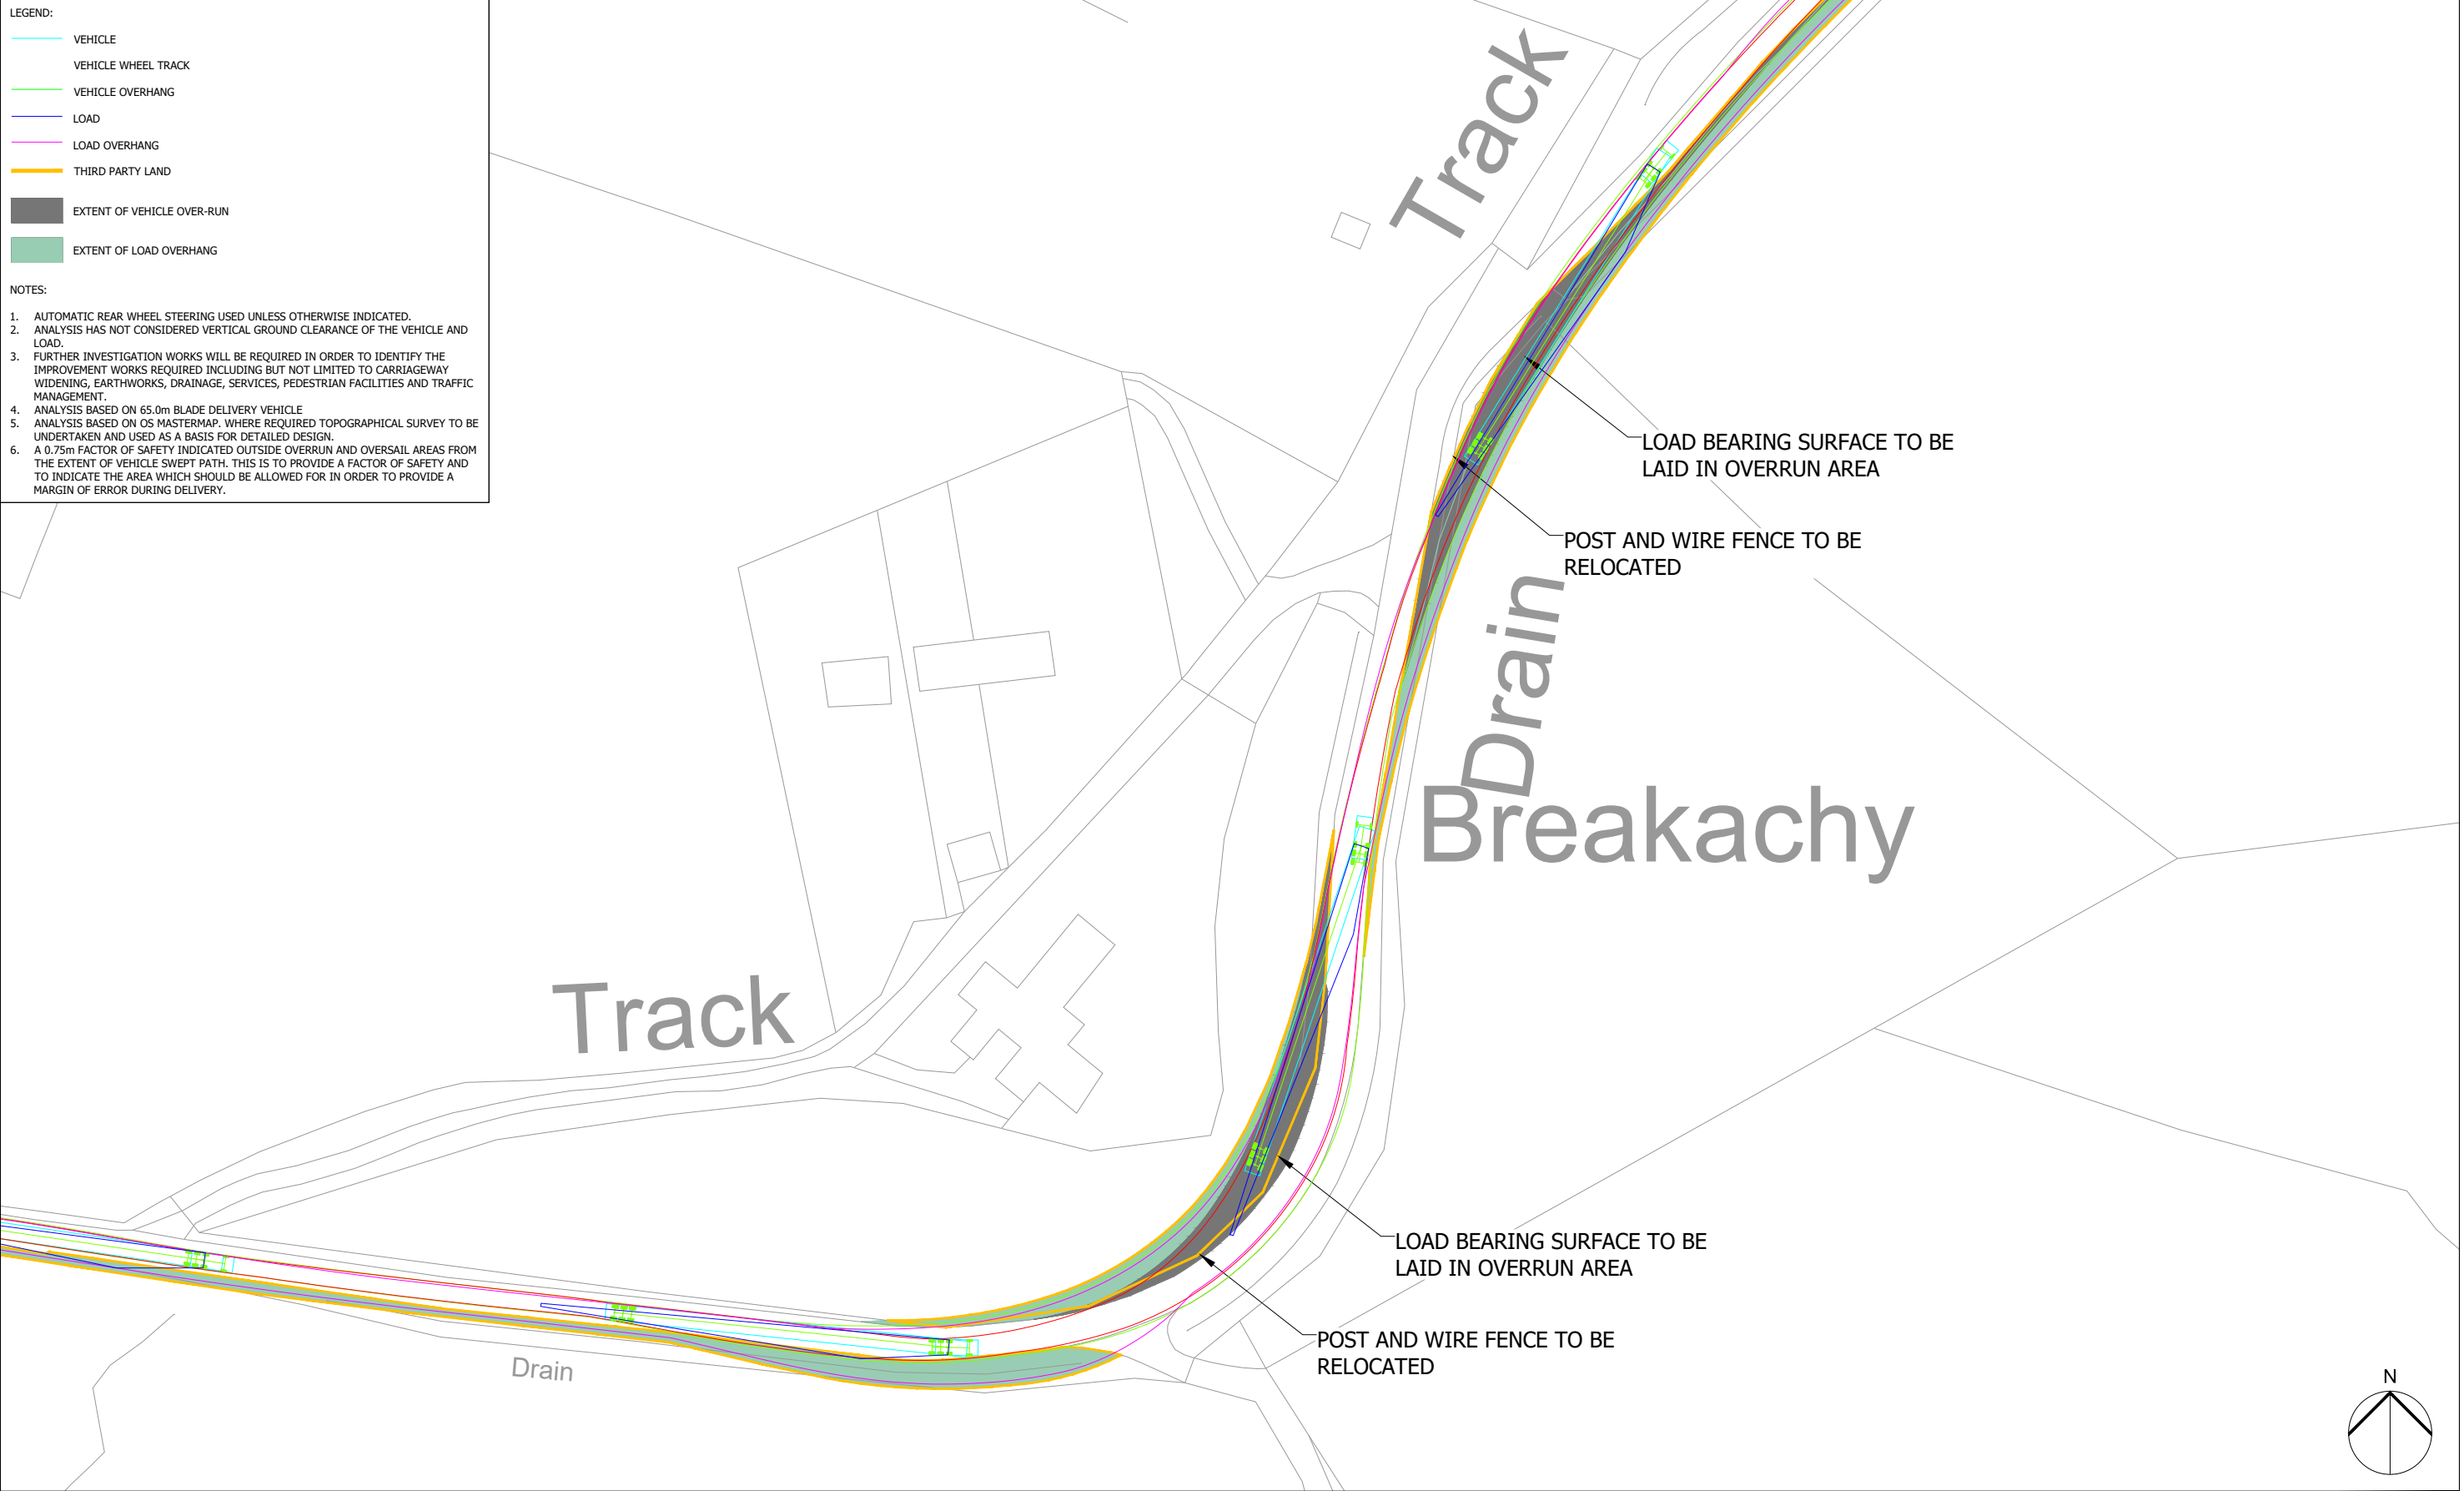 LEGEND:
VEHICLE
VEHICLE WHEEL TRACK
VEHICLE OVERHANG
LOAD
LOAD OVERHANG
THIRD PARTY LAND
EXTENT OF VEHICLE OVER-RUN
EXTENT OF LOAD OVERHANG
NOTES:
1. AUTOMATIC REAR WHEEL STEERING USED UNLESS OTHERWISE INDICATED.
2. ANALYSIS HAS NOT CONSIDERED VERTICAL GROUND CLEARANCE OF THE VEHICLE AND
LOAD.
3. FURTHER INVESTIGATION WORKS WILL BE REQUIRED IN ORDER TO IDENTIFY THE
IMPROVEMENT WORKS REQUIRED INCLUDING BUT NOT LIMITED TO CARRIAGEWAY
WIDENING, EARTHWORKS, DRAINAGE, SERVICES, PEDESTRIAN FACILITIES AND TRAFFIC
MANAGEMENT.
4. ANALYSIS BASED ON 65.0m BLADE DELIVERY VEHICLE
5. ANALYSIS BASED ON OS MASTERMAP. WHERE REQUIRED TOPOGRAPHICAL SURVEY TO BE
UNDERTAKEN AND USED AS A BASIS FOR DETAILED DESIGN.
6. A 0.75m FACTOR OF SAFETY INDICATED OUTSIDE OVERRUN AND OVERSAIL AREAS FROM
THE EXTENT OF VEHICLE SWEPT PATH. THIS IS TO PROVIDE A FACTOR OF SAFETY AND
TO INDICATE THE AREA WHICH SHOULD BE ALLOWED FOR IN ORDER TO PROVIDE A
MARGIN OF ERROR DURING DELIVERY.
Track
LOAD BEARING SURFACE TO BE
LAID IN OVERRUN AREA
POST AND WIRE FENCE TO BE
RELOCATED
Drain
Breakachy
Track
LOAD BEARING SURFACE TO BE
LAID IN OVERRUN AREA
POST AND WIRE FENCE TO BE
RELOCATED
Drain
N